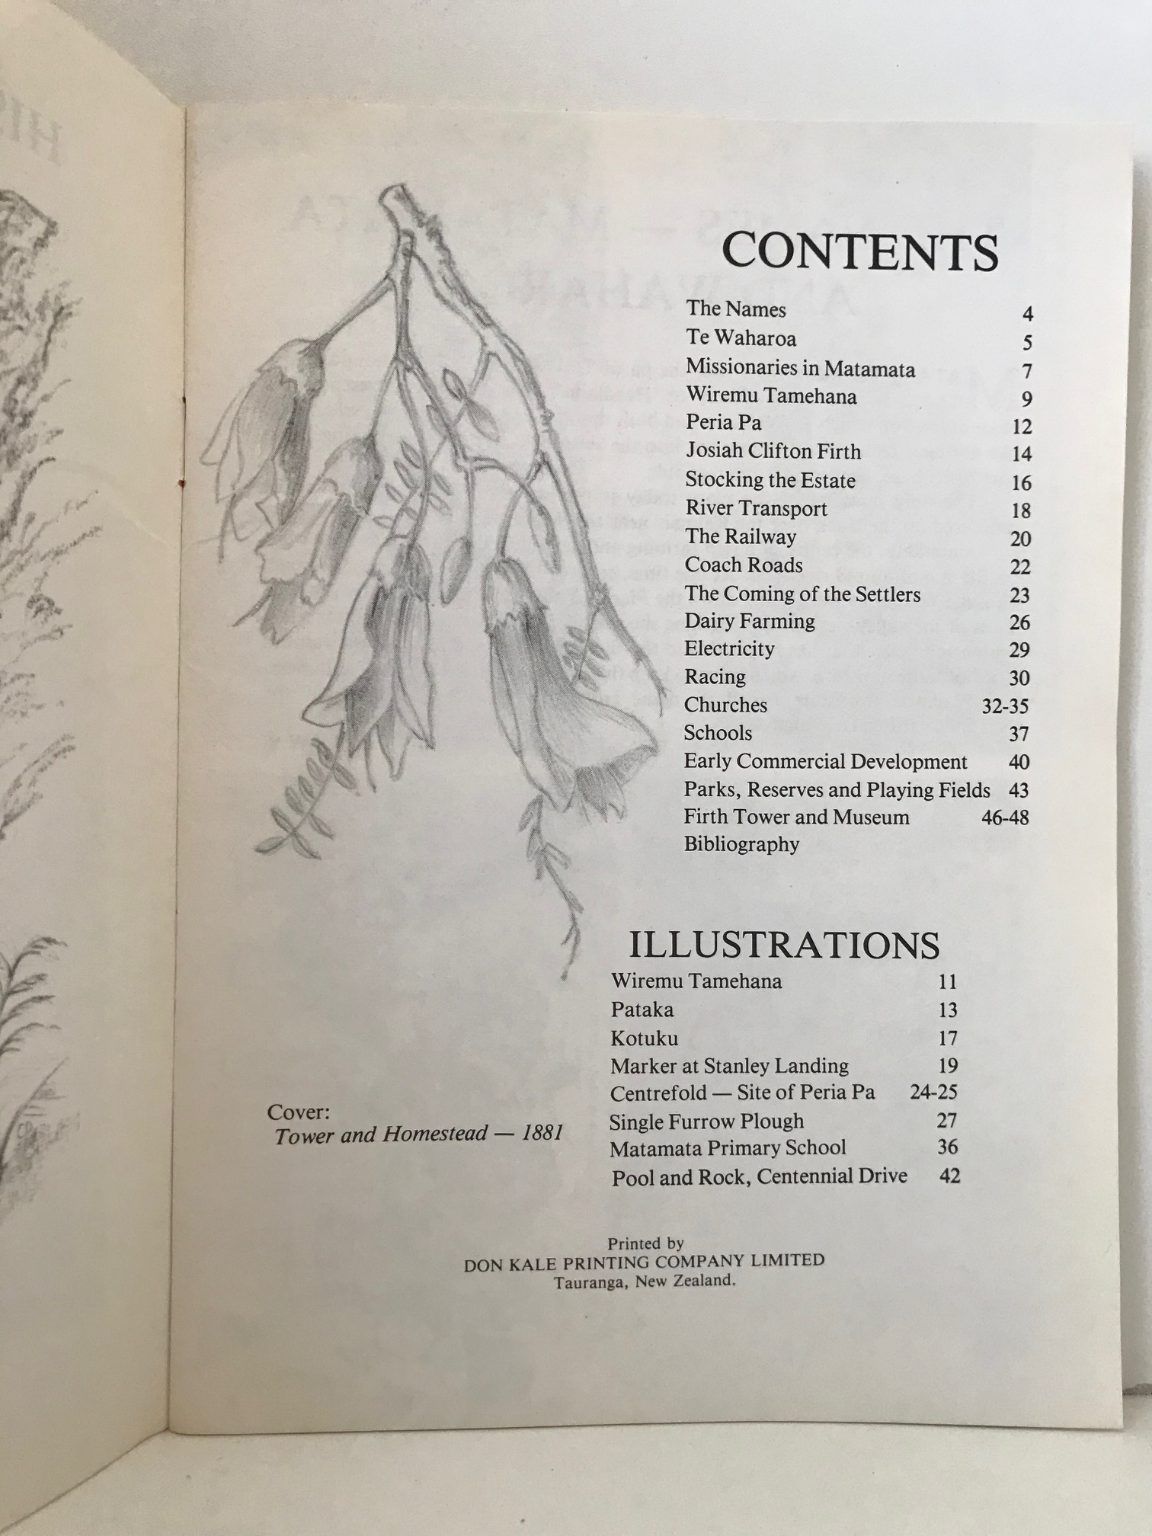 CONTENTS
The Names 4
Te Waharoa 5
Missionaries in Matamata 7
Wiremu Tamehana 9
Peria Pa 12
Josiah Clifton Firth 14
Stocking the Estate 16
River Transport 18
The Railway 20
Coach Roads 22
The Coming of the Settlers 23
Dairy Farming 26
Electricity 29
Racing 30
Churches 32-35
Schools 37
Early Commercial Development 40
Parks, Reserves and Playing Fields 43
Firth Tower and Museum 46-48
Bibliography
ILLUSTRATIONS
Wiremu Tamehana 11
Pataka 13
Kotuku 17
Marker at Stanley Landing 19
Centrefold — Site of Peria Pa 24-25
Single Furrow Plough 27
Matamata Primary School 36
Pool and Rock, Centennial Drive 42
Cover:
Tower and Homestead — 1881
Printed by
DON KALE PRINTING COMPANY LIMITED
Tauranga, New Zealand.